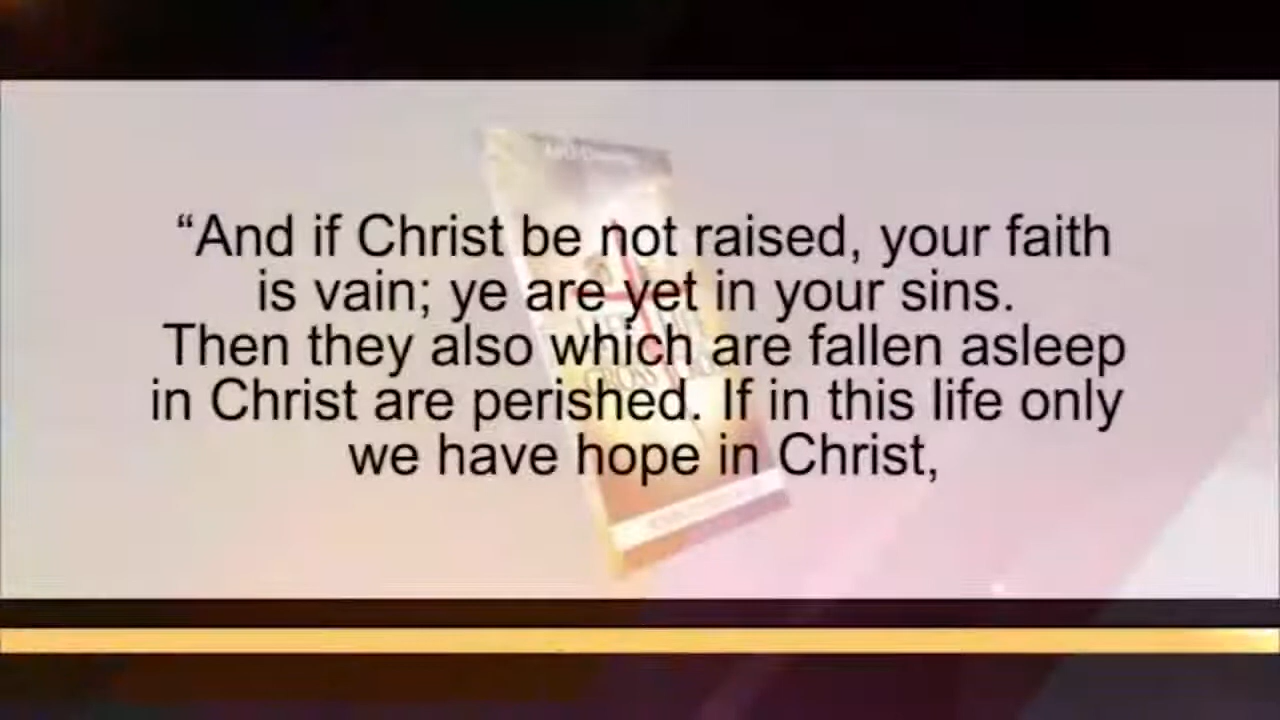 “And if Christ be not raised, your faith
is vain; ye are yet in your sins.
Then they also which are fallen asleep
in Christ are perished. If in this life only
we have hope in Christ,